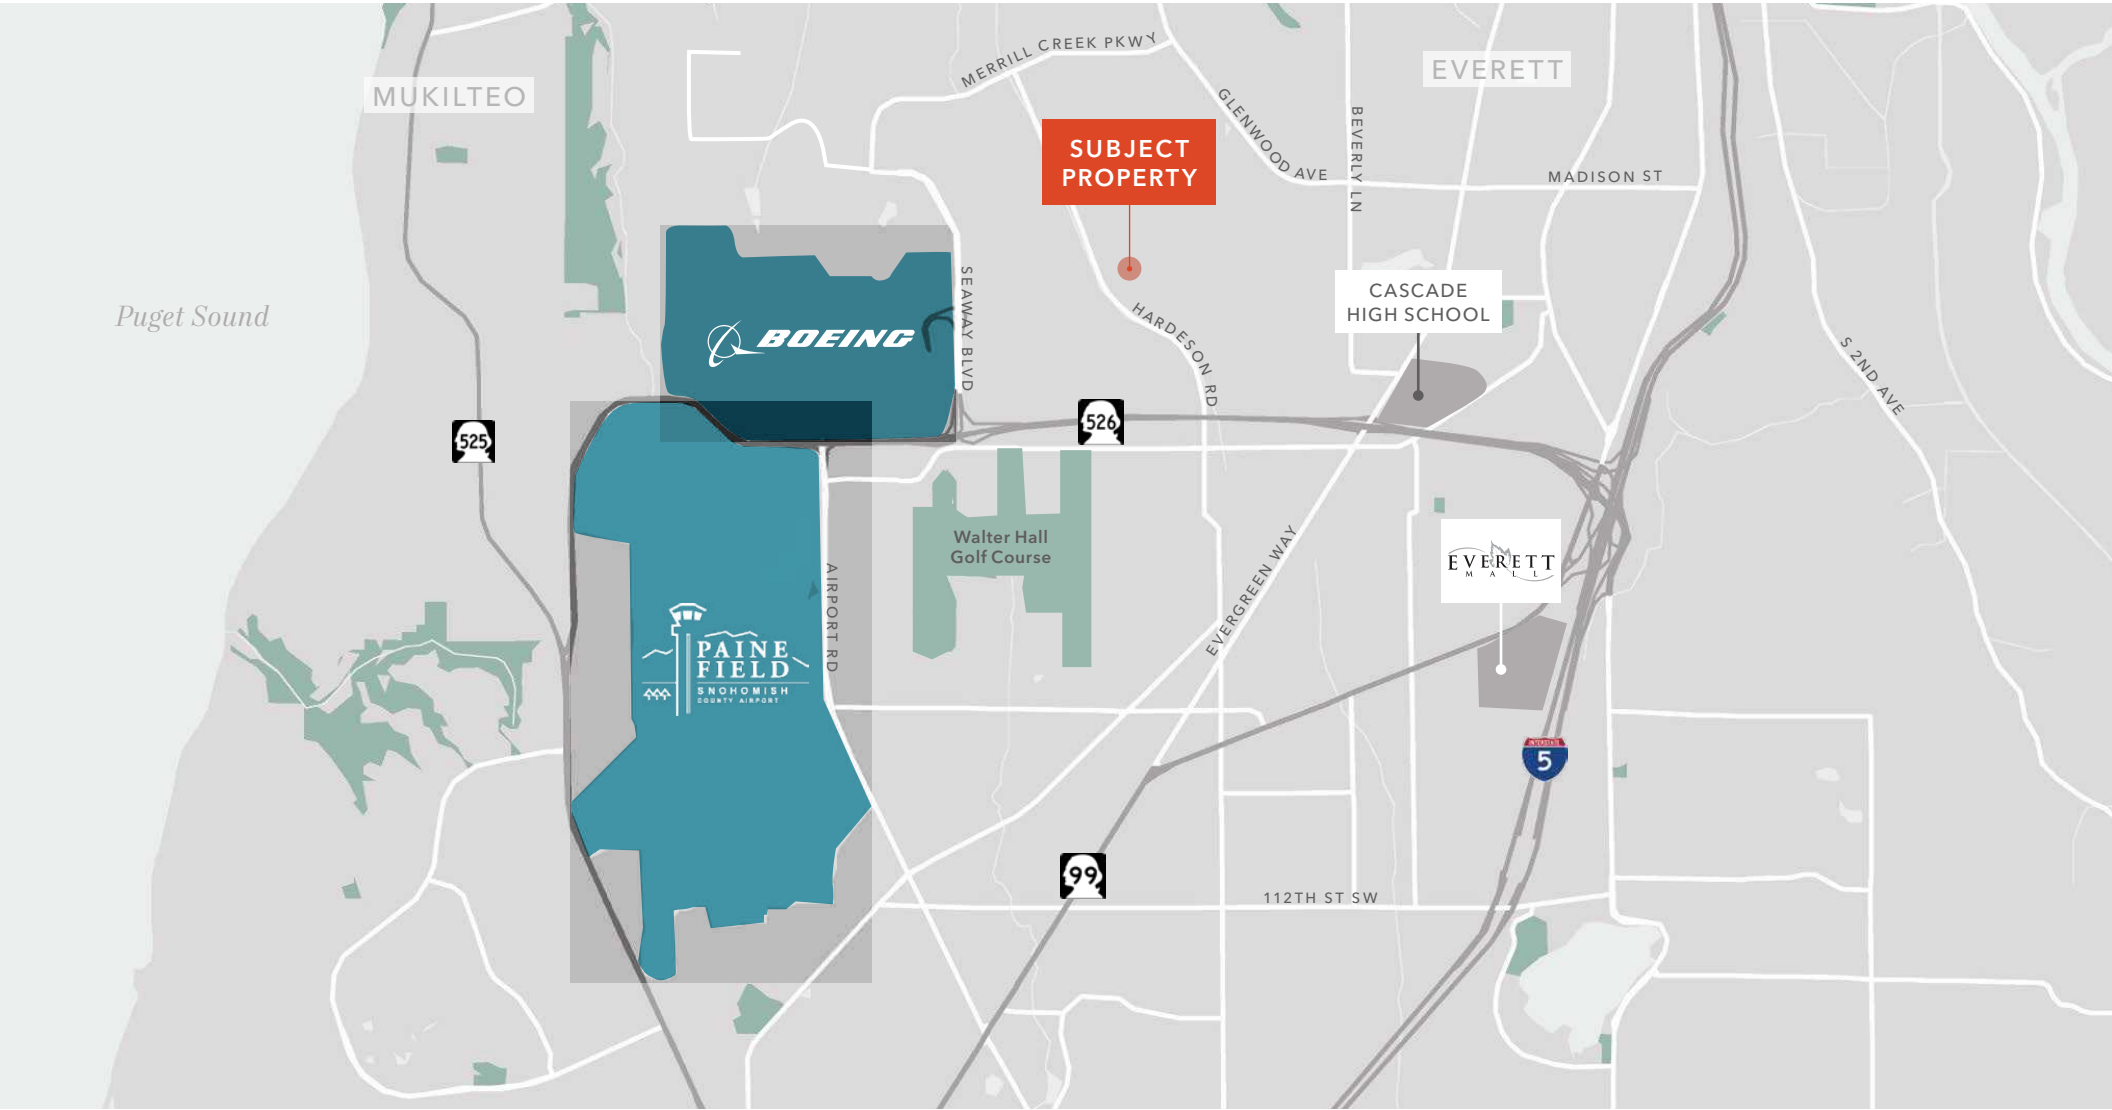 MERRILL CREEK PKWY
EVERETT
MUKILTEO
GLENWOOD AVE
BEVERLY LN
SUBJECT
PROPERTY
MADISON ST
SEAWAY BLVD
CASCADE
HIGH SCHOOL
Puget Sound
HARDESON RD
BOEING
S 2ND AVE
525
526
Walter Hall
Golf Course
EVERGREEN WAY
EVERETT
MALL
AIRPORT RD
PAINE
FIELD
SNOHOMISH
COUNTY AIRPORT
INTERSTATE
5
99
112TH ST SW